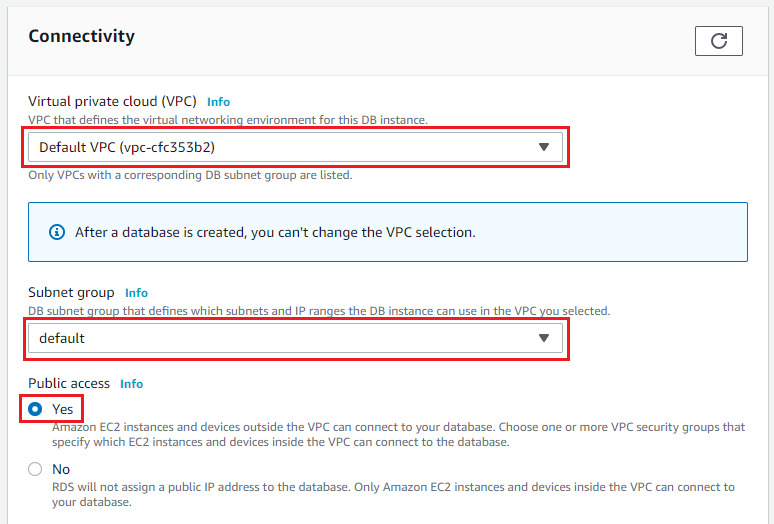 Connectivity
Virtual private cloud (VPC) Info
VPC that defines the virtual networking environment for this DB instance.
Default VPC (vpc-cfc353b2)
Only VPCs with a corresponding DB subnet group are listed.
After a database is created, you can't change the VPC selection.
Subnet group Info
DB subnet group that defines which subnets and IP ranges the DB instance can use in the VPC you selected.
default
Public access Info
Yes
Amazon EC2 instances and devices outside the VPC can connect to your database. Choose one or more VPC security groups that
specify which EC2 instances and devices inside the VPC can connect to the database.
No
RDS will not assign a public IP address to the database. Only Amazon EC2 instances and devices inside the VPC can connect to
your database.